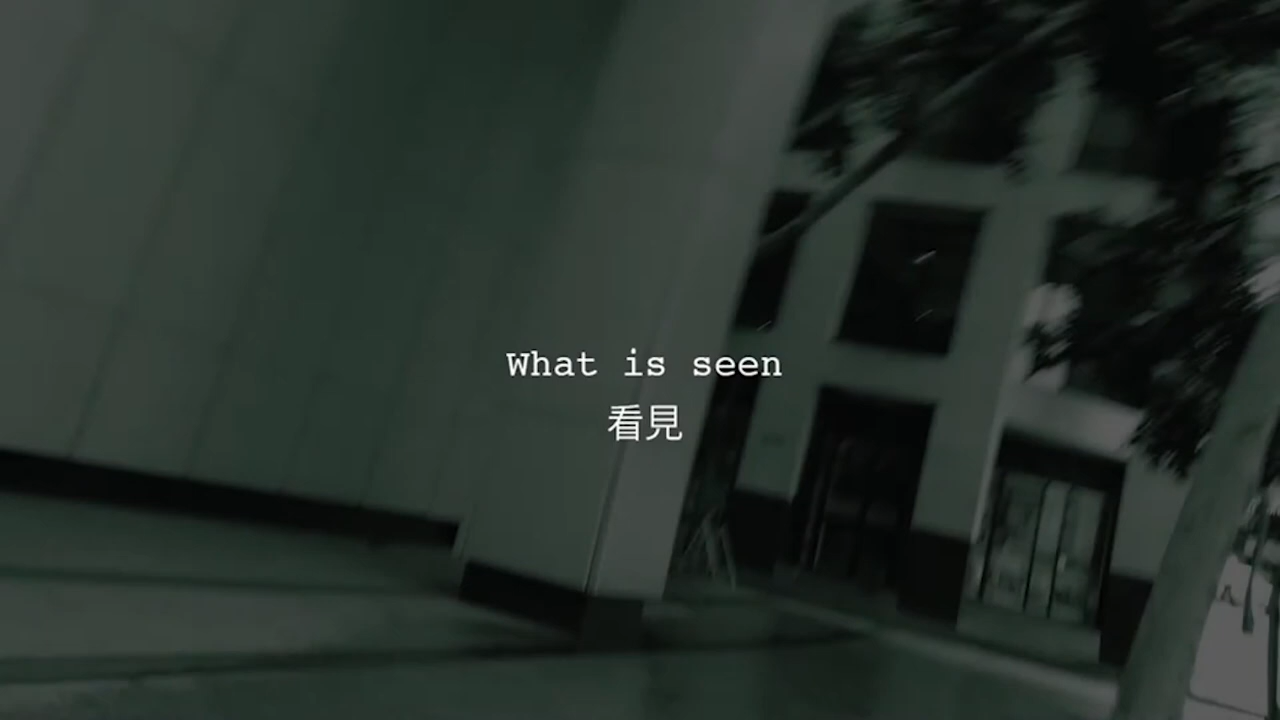 What is seen
看見